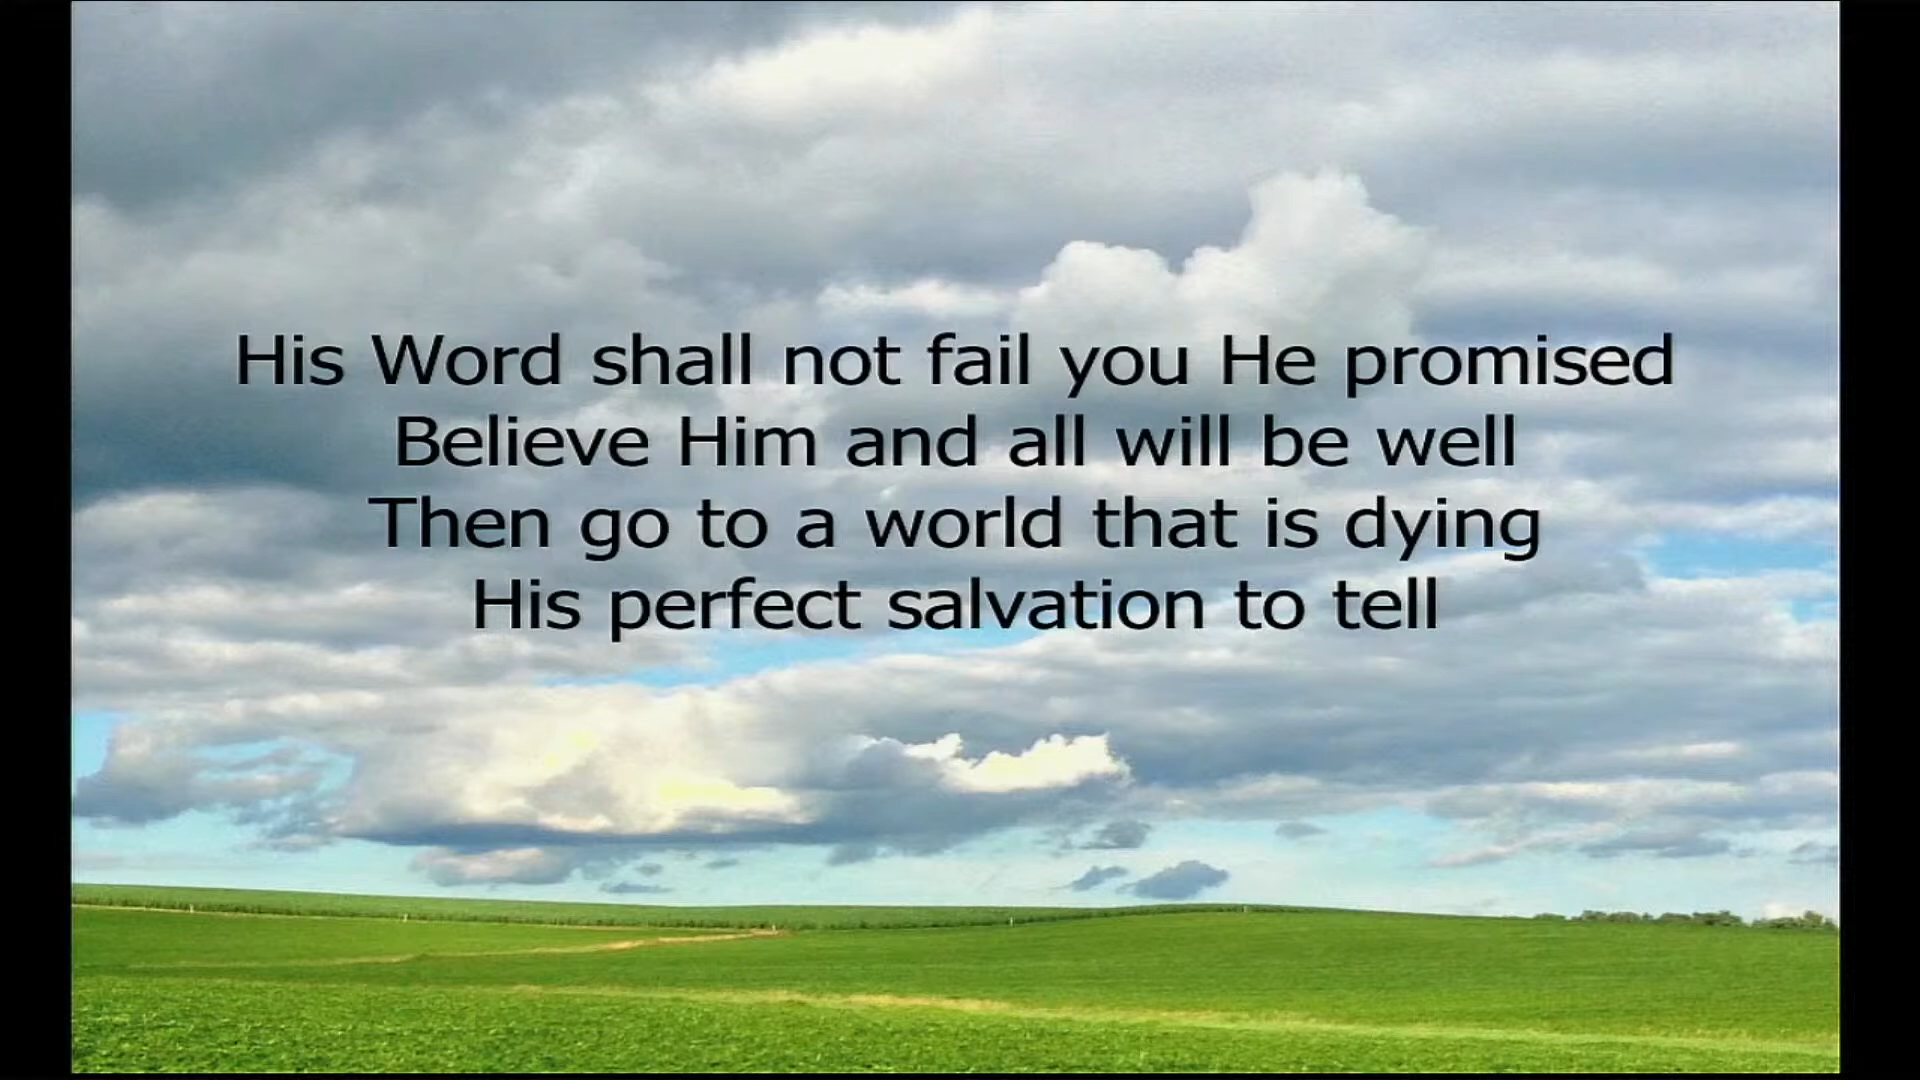 His Word shall not fail you He promised
Believe Him and all will be well
Then go to a world that is dying
His perfect salvation to tell